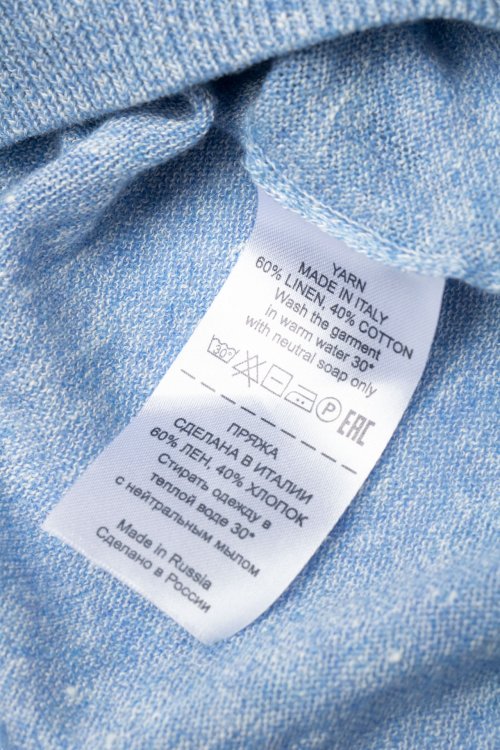 YARN
MADE IN ITALY
60% LINEN, 40% COTTON
Wash the garment
in warm water 30°
with neutral soap only
30° P EAC
ПРЯЖА
СДЕЛАНА В ИТАЛИИ
60% ЛЕН, 40% ХЛОПОК
Стирать одежду в
теплой воде 30°
с нейтральным мылом
Made in Russia
Сделано в России